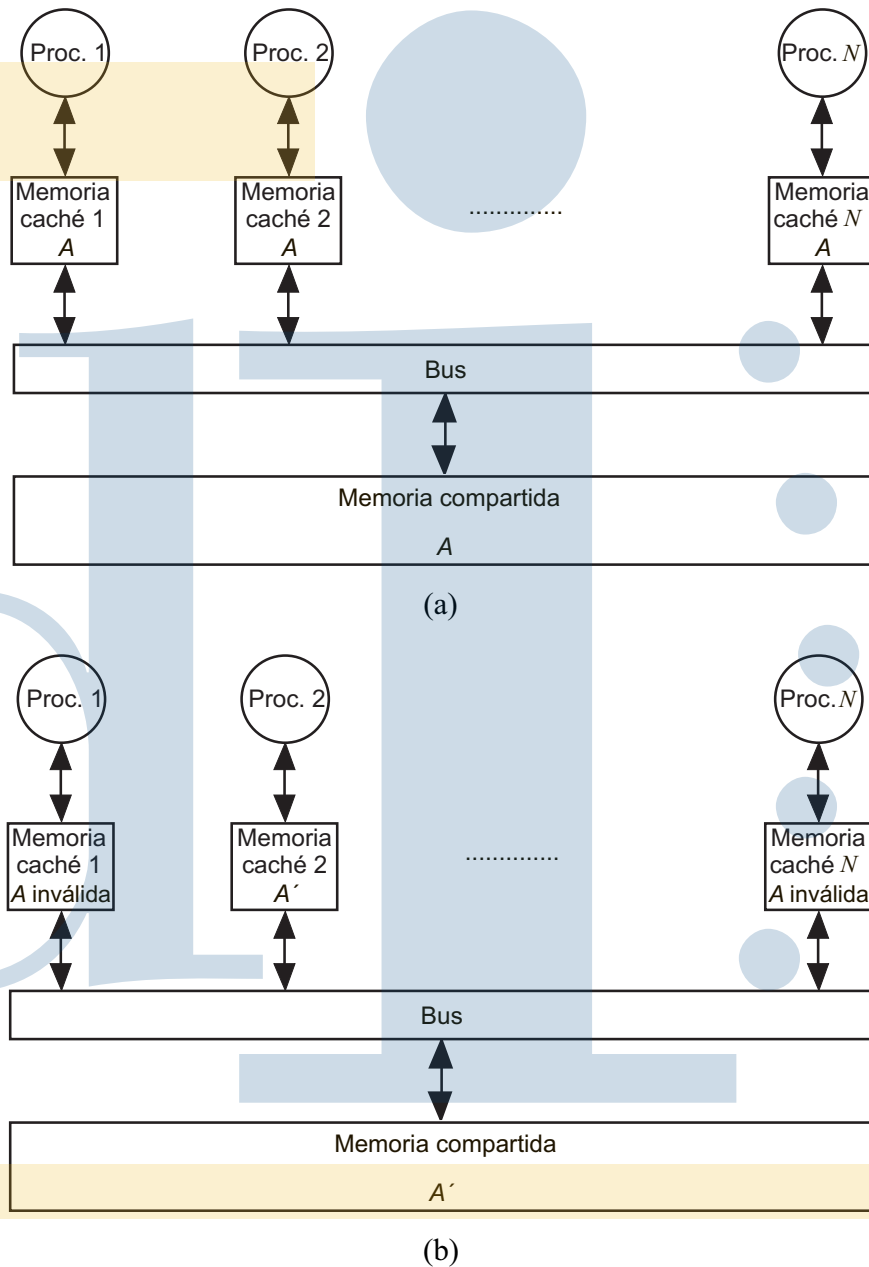 Proc. 1
Proc. 2
Proc. N
Memoria
caché 1
A
Memoria
caché 2
A
..............
Memoria
caché N
A
Bus
Memoria compartida
A
(a)
Proc. 1
Proc. 2
Proc. N
Memoria
caché 1
A inválida
Memoria
caché 2
A´
..............
Memoria
caché N
A inválida
Bus
Memoria compartida
A´
(b)